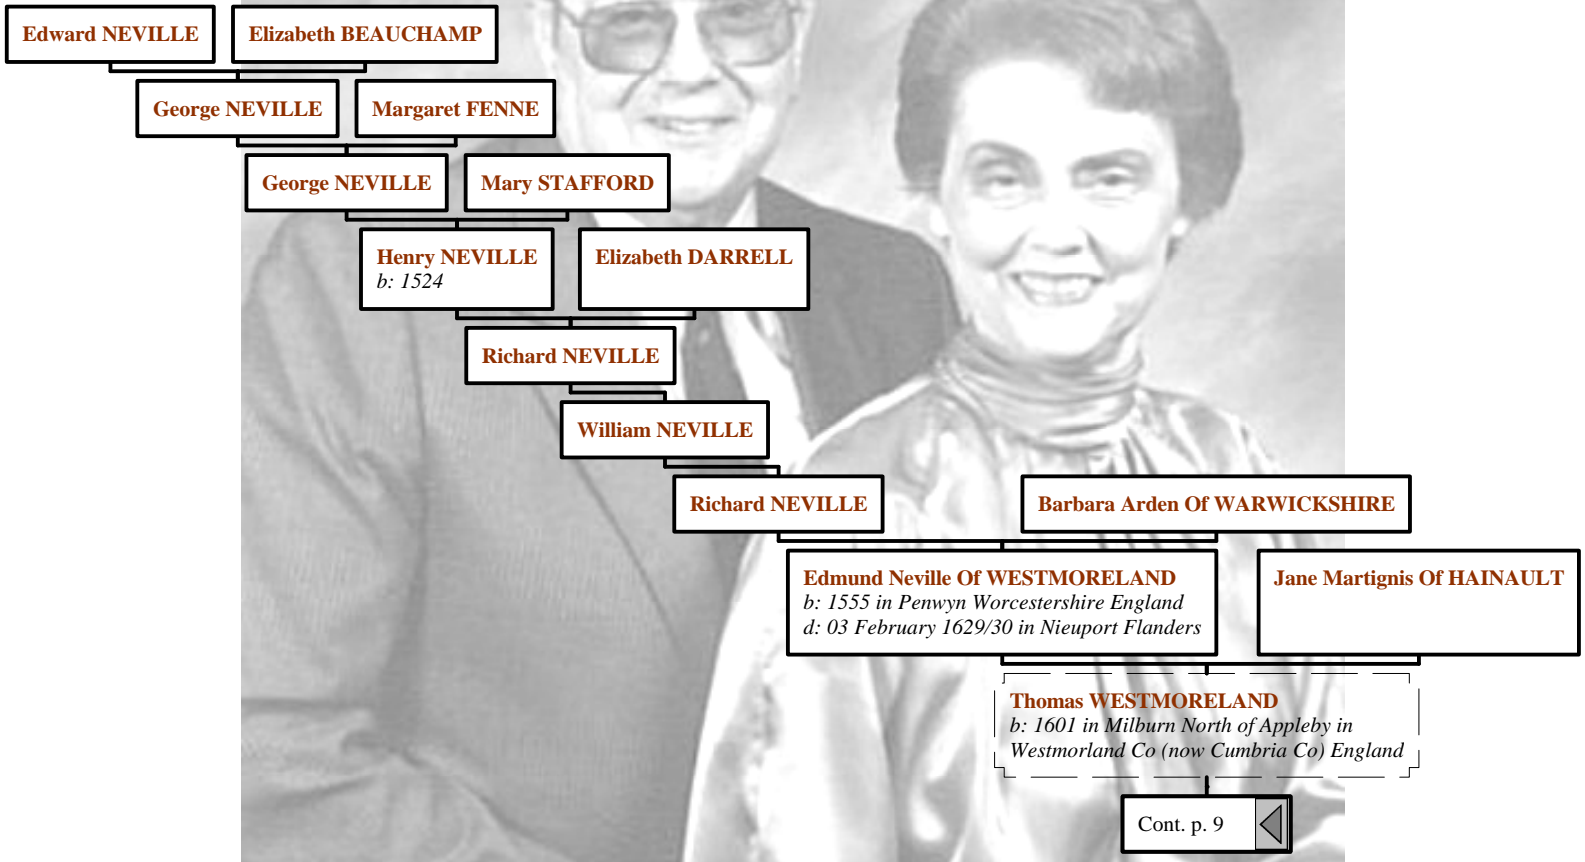 Edward NEVILLE
Elizabeth BEAUCHAMP
George NEVILLE
Margaret FENNE
George NEVILLE
Mary STAFFORD
Henry NEVILLE
b: 1524
Elizabeth DARRELL
Richard NEVILLE
William NEVILLE
Richard NEVILLE
Barbara Arden Of WARWICKSHIRE
Edmund Neville Of WESTMORELAND
b: 1555 in Penwyn Worcestershire England
d: 03 February 1629/30 in Nieuport Flanders
Jane Martignis Of HAINAULT
Thomas WESTMORELAND
b: 1601 in Milburn North of Appleby in
Westmorland Co (now Cumbria Co) England
Cont. p. 9